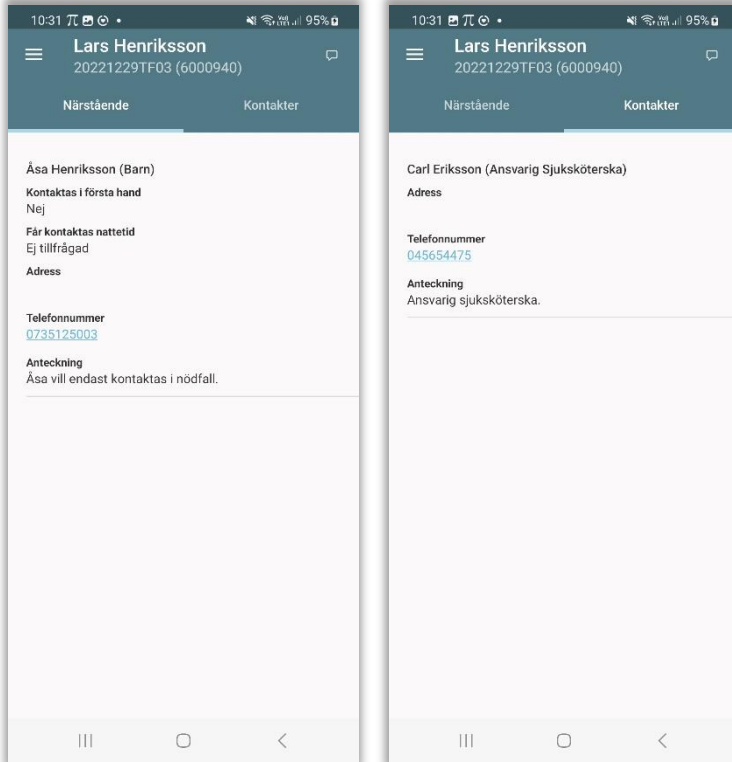 10:31 π •
95%
Lars Henriksson
20221229TF03 (6000940)
Närstående Kontakter
Åsa Henriksson (Barn)
Kontaktas i första hand
Nej
Får kontaktas nattetid
Ej tillfrågad
Adress
Telefonnummer
0735125003
Anteckning
Åsa vill endast kontaktas i nödfall.
10:31 π •
95%
Lars Henriksson
20221229TF03 (6000940)
Närstående Kontakter
Carl Eriksson (Ansvarig Sjuksköterska)
Adress
Telefonnummer
045654475
Anteckning
Ansvarig sjuksköterska.